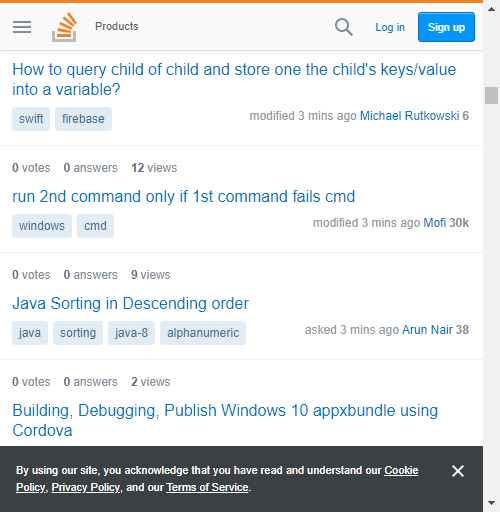 Products
Log in
Sign up
How to query child of child and store one the child's keys/value
into a variable?
swift firebase
modified 3 mins ago Michael Rutkowski 6
0 votes 0 answers 12 views
run 2nd command only if 1st command fails cmd
windows cmd
modified 3 mins ago Mofi 30k
0 votes 0 answers 9 views
Java Sorting in Descending order
java sorting java-8 alphanumeric
asked 3 mins ago Arun Nair 38
0 votes 0 answers 2 views
Building, Debugging, Publish Windows 10 appxbundle using
Cordova
By using our site, you acknowledge that you have read and understand our Cookie
Policy, Privacy Policy, and our Terms of Service.